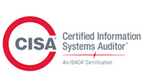 CISA®
Certified Information
Systems Auditor®
An ISACA® Certification